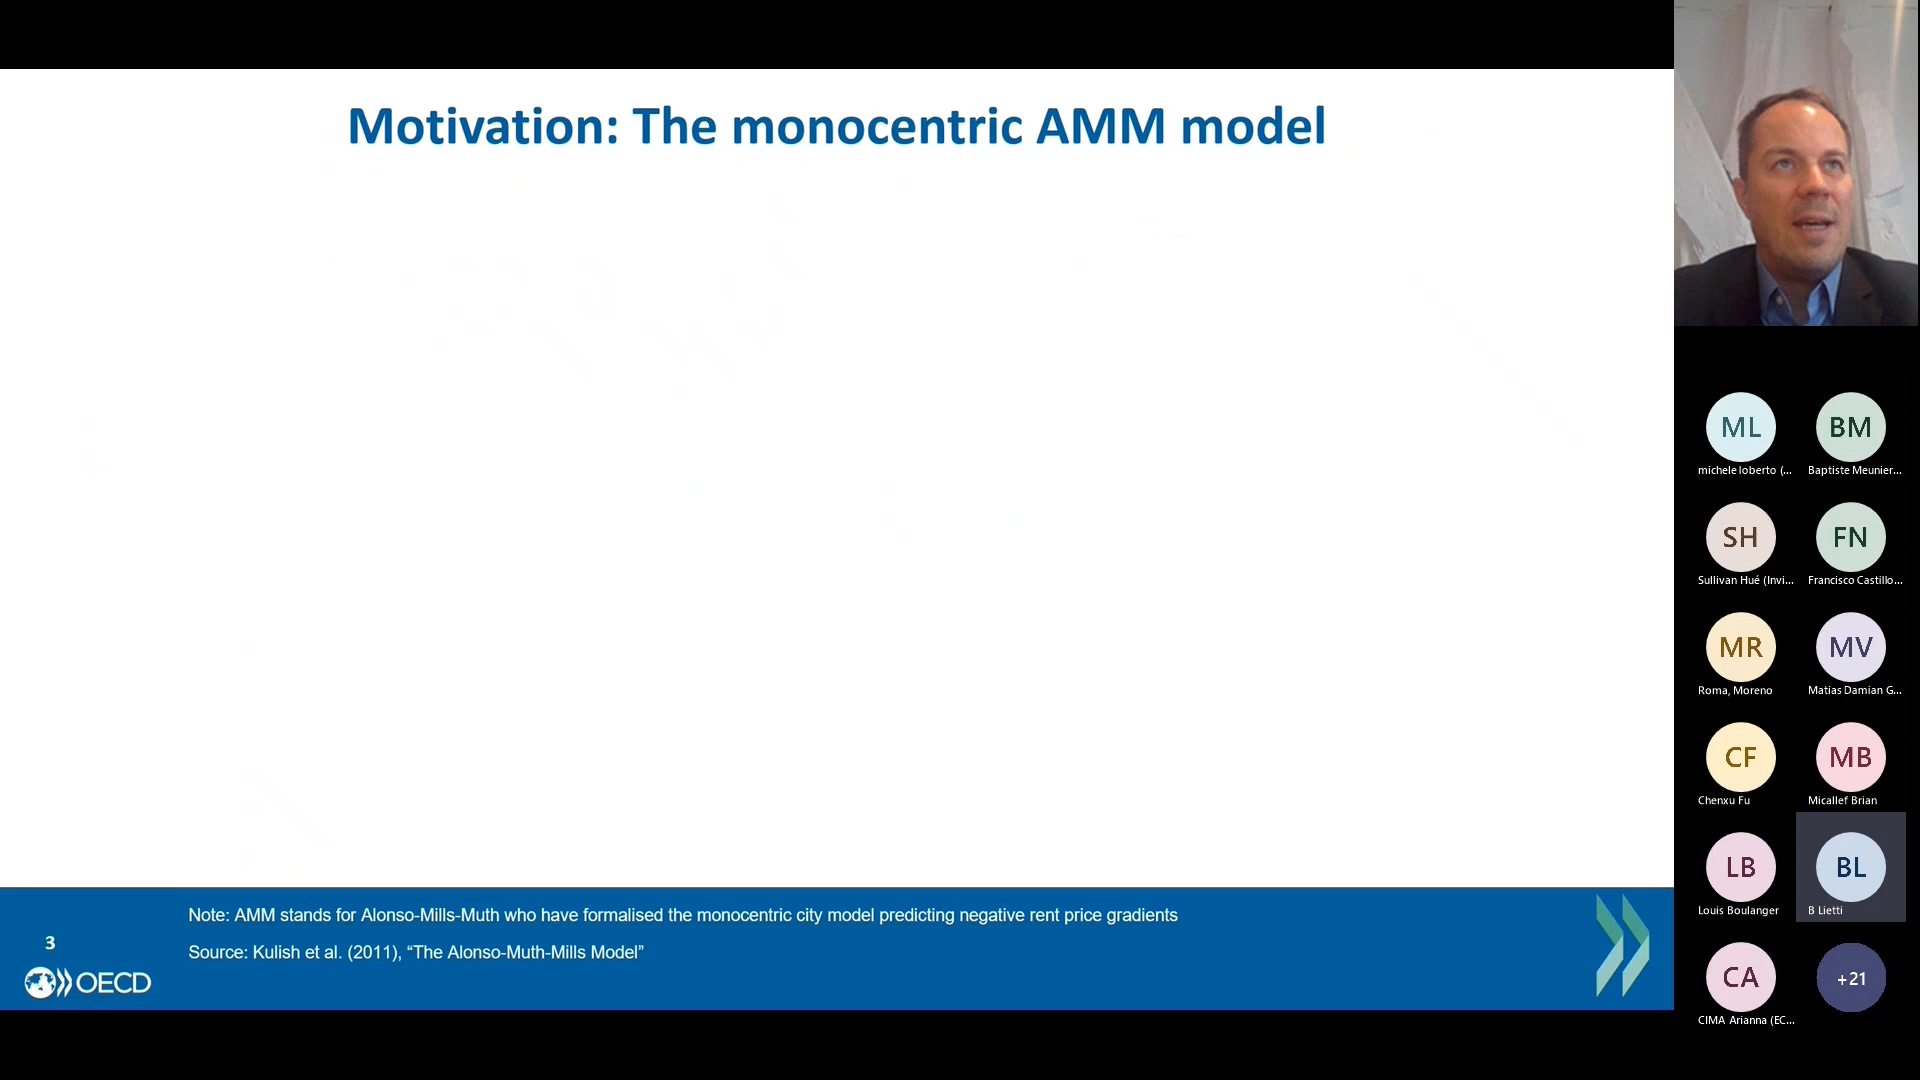 Motivation: The monocentric AMM model
Note: AMM stands for Alonso-Mills-Muth who have formalised the monocentric city model predicting negative rent price gradients
Source: Kulish et al. (2011), “The Alonso-Muth-Mills Model”
3
OECD
ML
michele loberto (...
BM
Baptiste Meunier...
SH
Sullivan Hué (Invi...
FN
Francisco Castillo...
MR
Roma, Moreno
MV
Matias Damian G...
CF
Chenxu Fu
MB
Micallef Brian
LB
Louis Boulanger
BL
B Lietti
CA
CIMA Arianna (EC...
+21